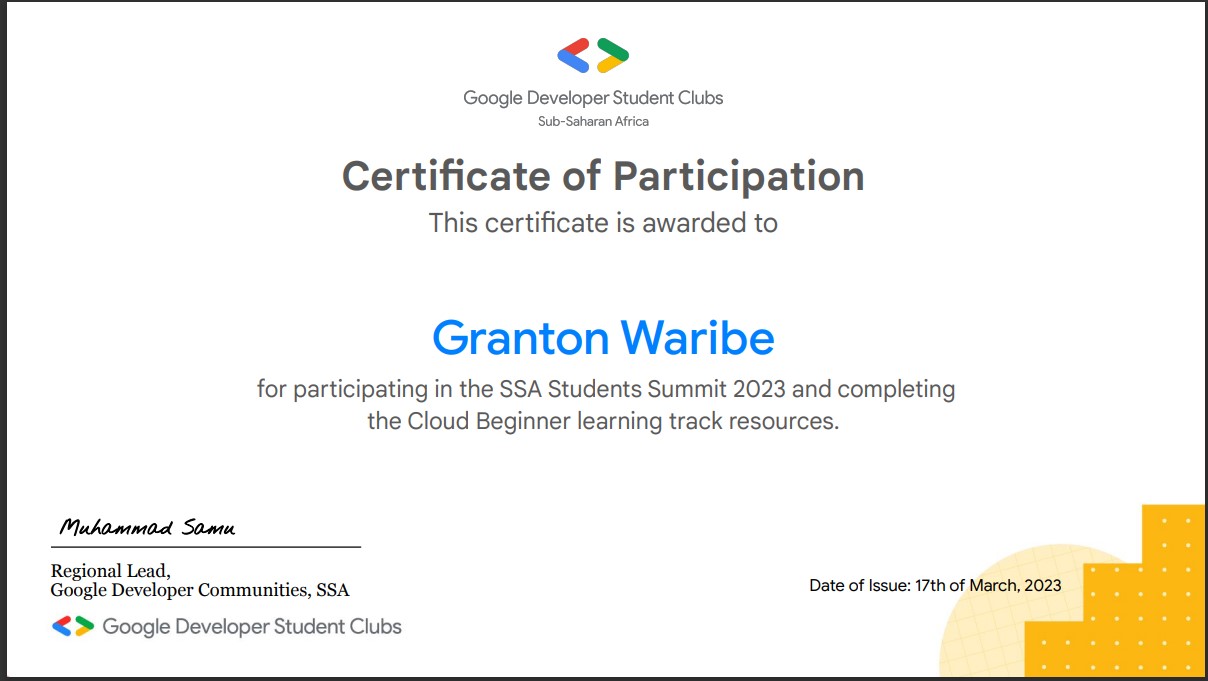 Google Developer Student Clubs
Sub-Saharan Africa
Certificate of Participation
This certificate is awarded to
Granton Waribe
for participating in the SSA Students Summit 2023 and completing
the Cloud Beginner learning track resources.
Muhammad Samu
Regional Lead,
Google Developer Communities, SSA
Google Developer Student Clubs
Date of Issue: 17th of March, 2023